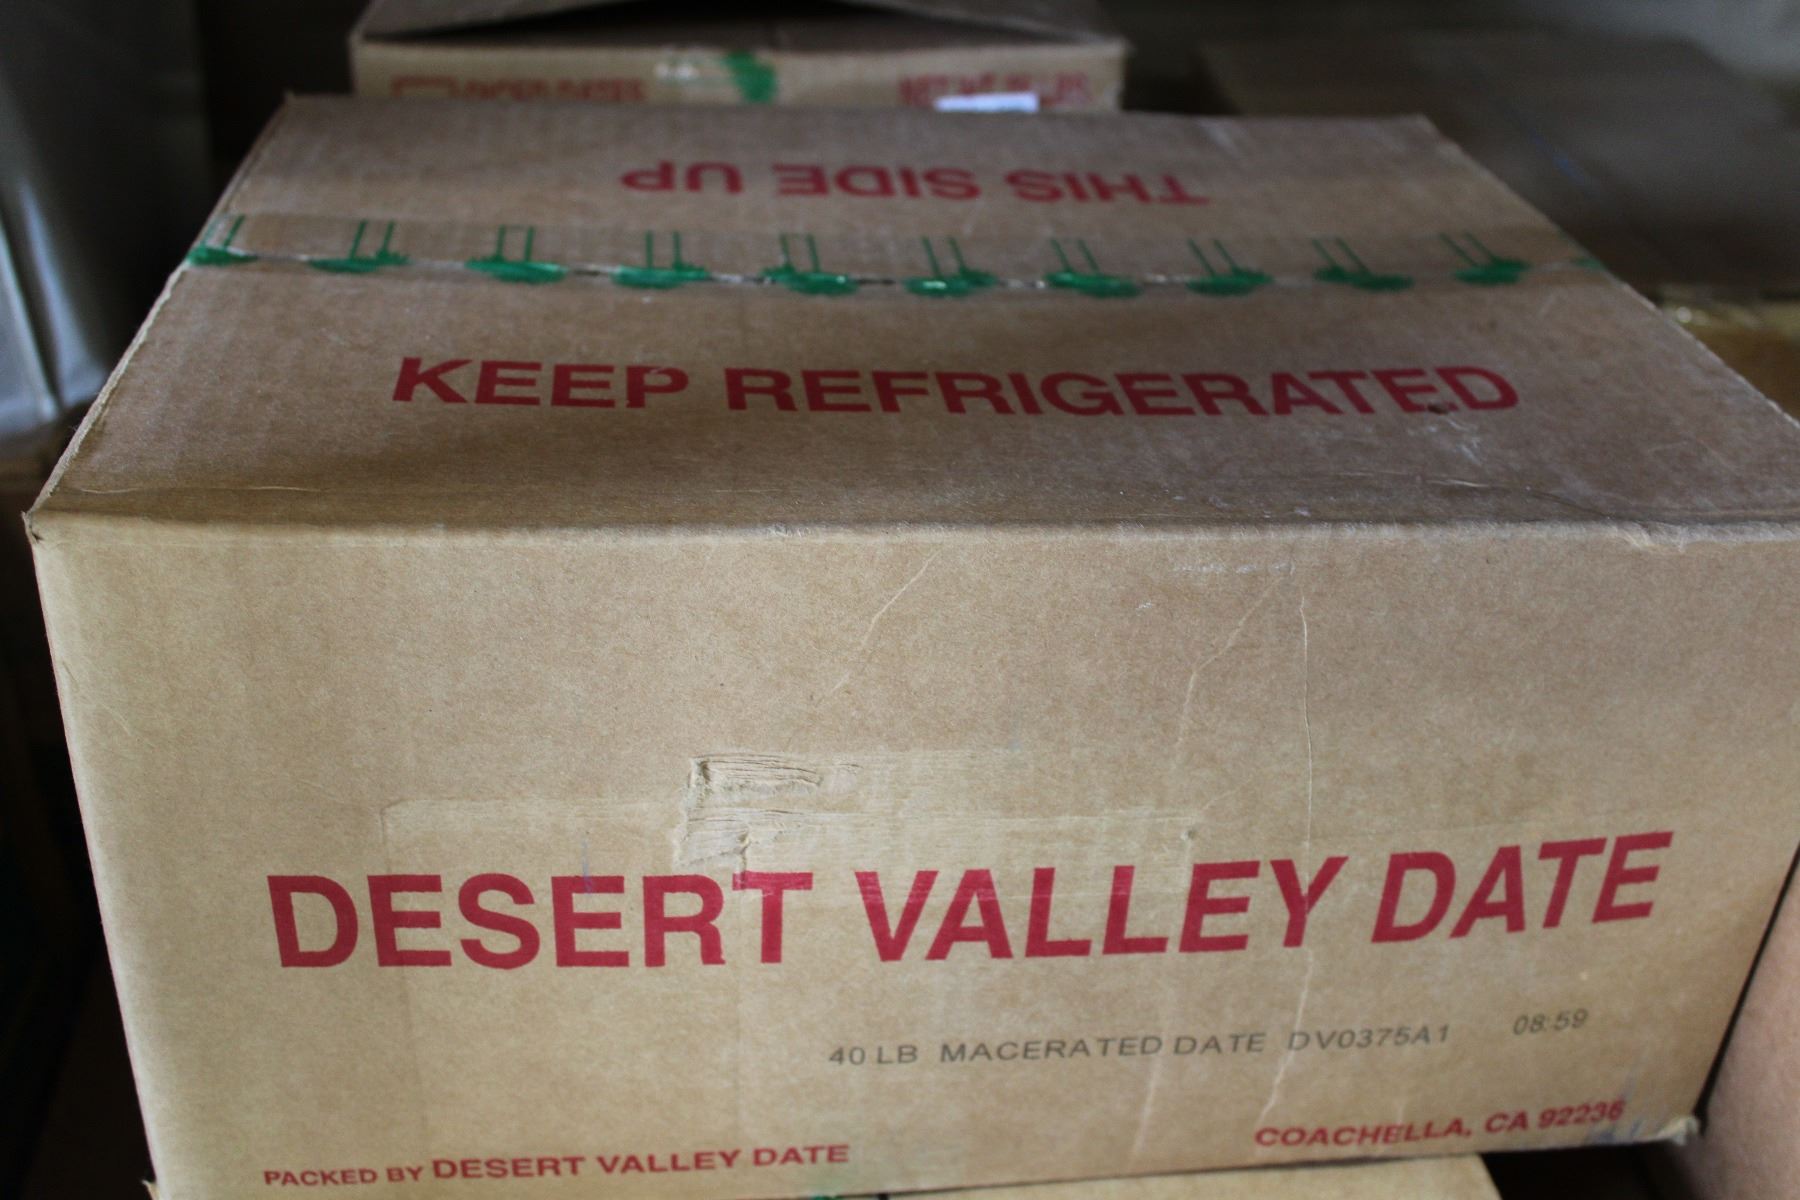 THIS SIDE UP
KEEP REFRIGERATED
DESERT VALLEY DATE
40 LB MACERATED DATE DV0375A1 08:59
PACKED BY DESERT VALLEY DATE
COACHELLA, CA 92236